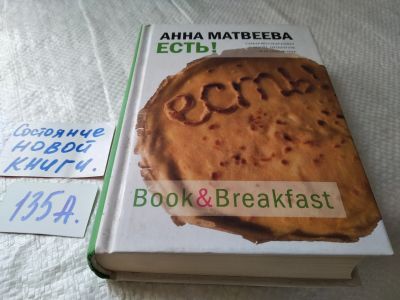 АННА МАТВЕЕВА
ЕСТЬ!
есть
Book&Breakfast
Состояние
НОВОЙ
КНИГИ.
135А.